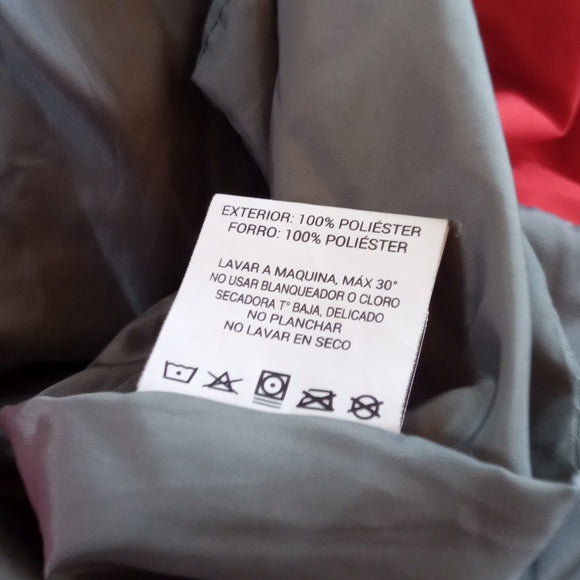 EXTERIOR: 100% POLIÉSTER
FORRO: 100% POLIÉSTER
LAVAR A MAQUINA, MÁX 30°
NO USAR BLANQUEADOR O CLORO
SECADORA T° BAJA, DELICADO
NO PLANCHAR
NO LAVAR EN SECO